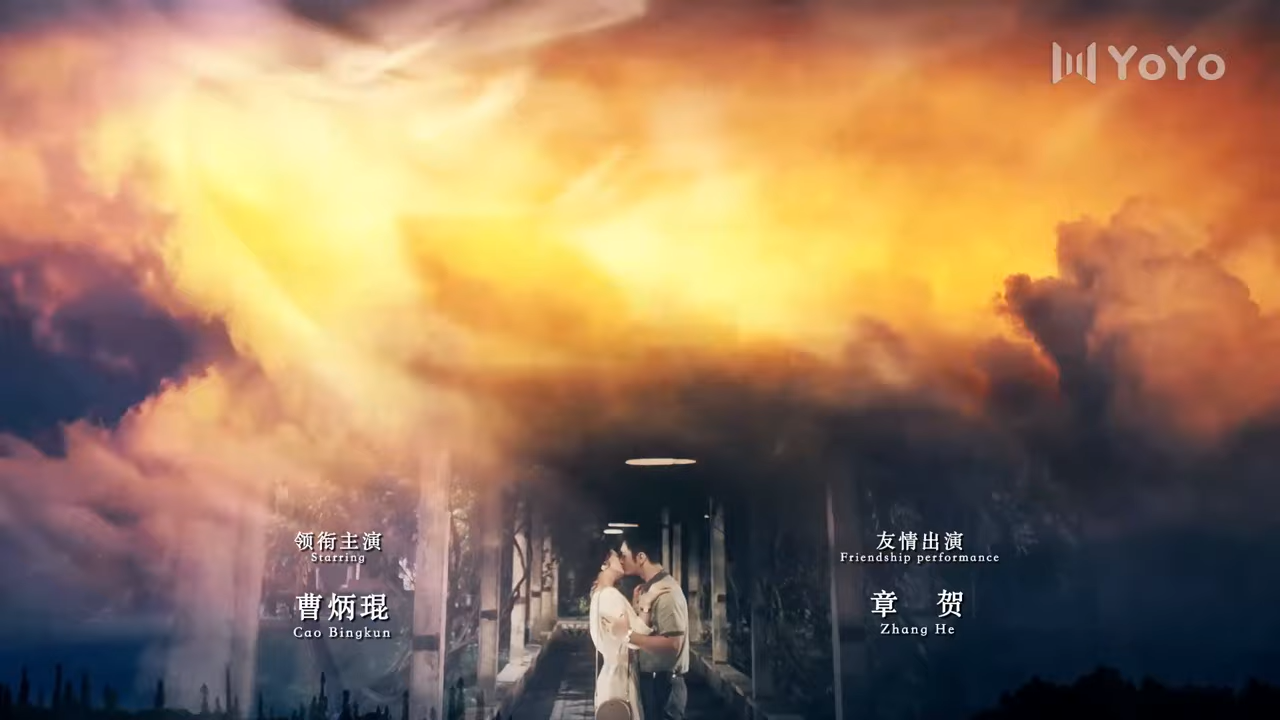 YoYo
领衔主演
Starring
曹炳琨
Cao Bingkun
友情出演
Friendship performance
章 贺
Zhang He